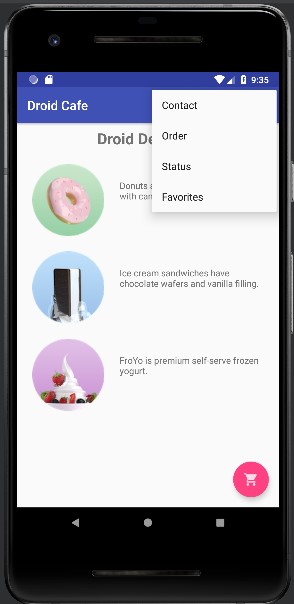 9:35
Droid Cafe
Contact
Order
Status
Favorites
Droid De
Donuts
with can
Ice cream sandwiches have
chocolate wafers and vanilla filling.
FroYo is premium self-serve frozen
yogurt.